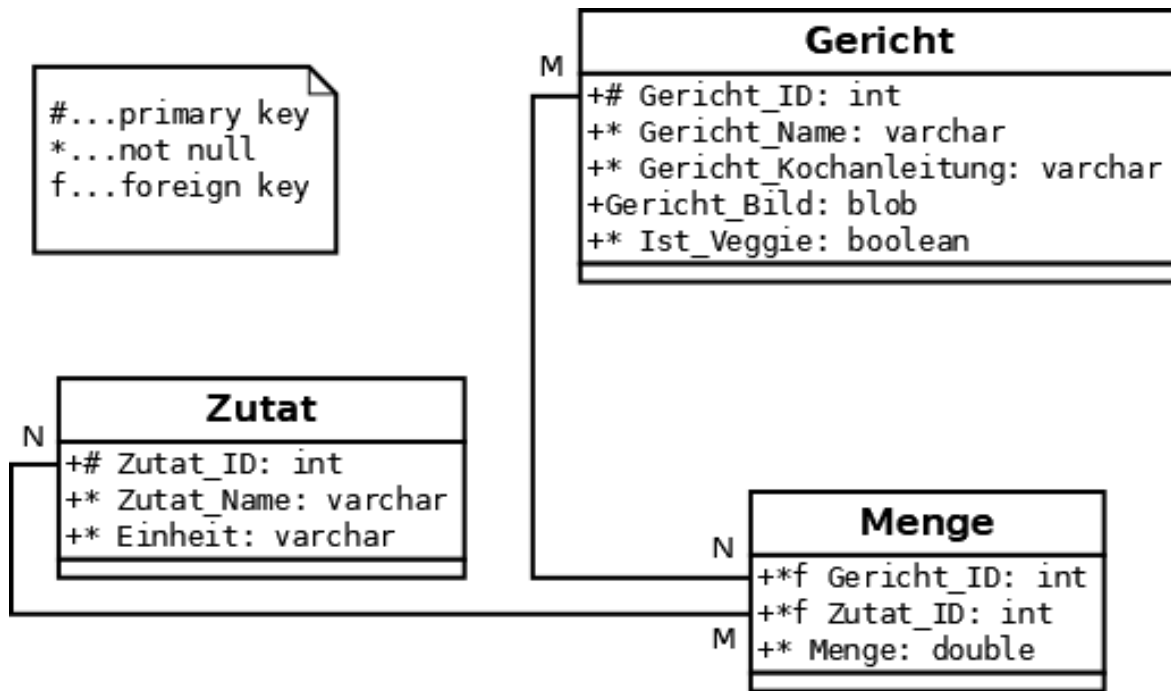 #...primary key
*...not null
f...foreign key
M
Gericht
+# Gericht_ID: int
+* Gericht_Name: varchar
+* Gericht_Kochanleitung: varchar
+Gericht_Bild: blob
+* Ist_Veggie: boolean
N
Zutat
+# Zutat_ID: int
+* Zutat_Name: varchar
+* Einheit: varchar
N
M
Menge
+*f Gericht_ID: int
+*f Zutat_ID: int
+* Menge: double